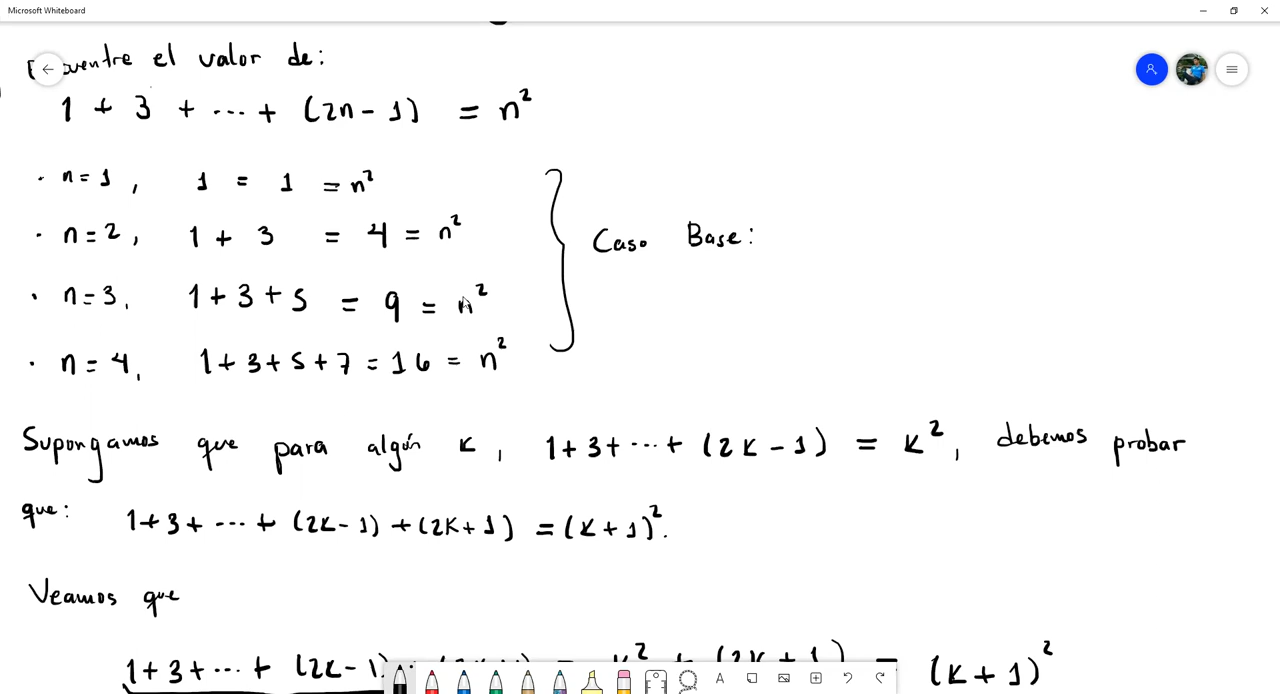 Microsoft Whiteboard
el valor de:
1 + 3 + ... + (2n - 1) = n²
· n = 1, 1 = 1 = n²
· n = 2, 1 + 3 = 4 = n²
Caso Base:
· n = 3, 1 + 3 + 5 = 9 = n²
· n = 4, 1 + 3 + 5 + 7 = 16 = n²
Supongamos que para algún K, 1 + 3 + ... + (2K - 1) = K², debemos probar
que: 1 + 3 + ... + (2K - 1) + (2K + 1) = (K + 1)².
Veamos que
1 + 3 + ... + (2K - 1) = K² + (2K + 1) = (K + 1)²
A